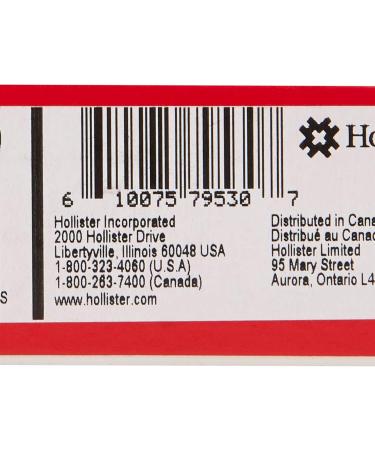 6 10075 79530 7
Hollister Incorporated
2000 Hollister Drive
Libertyville, Illinois 60048 USA
1-800-323-4060 (U.S.A)
1-800-263-7400 (Canada)
www.hollister.com
Ho
Distributed in Cana
Distribué au Canad
Hollister Limited
95 Mary Street
Aurora, Ontario L4
S